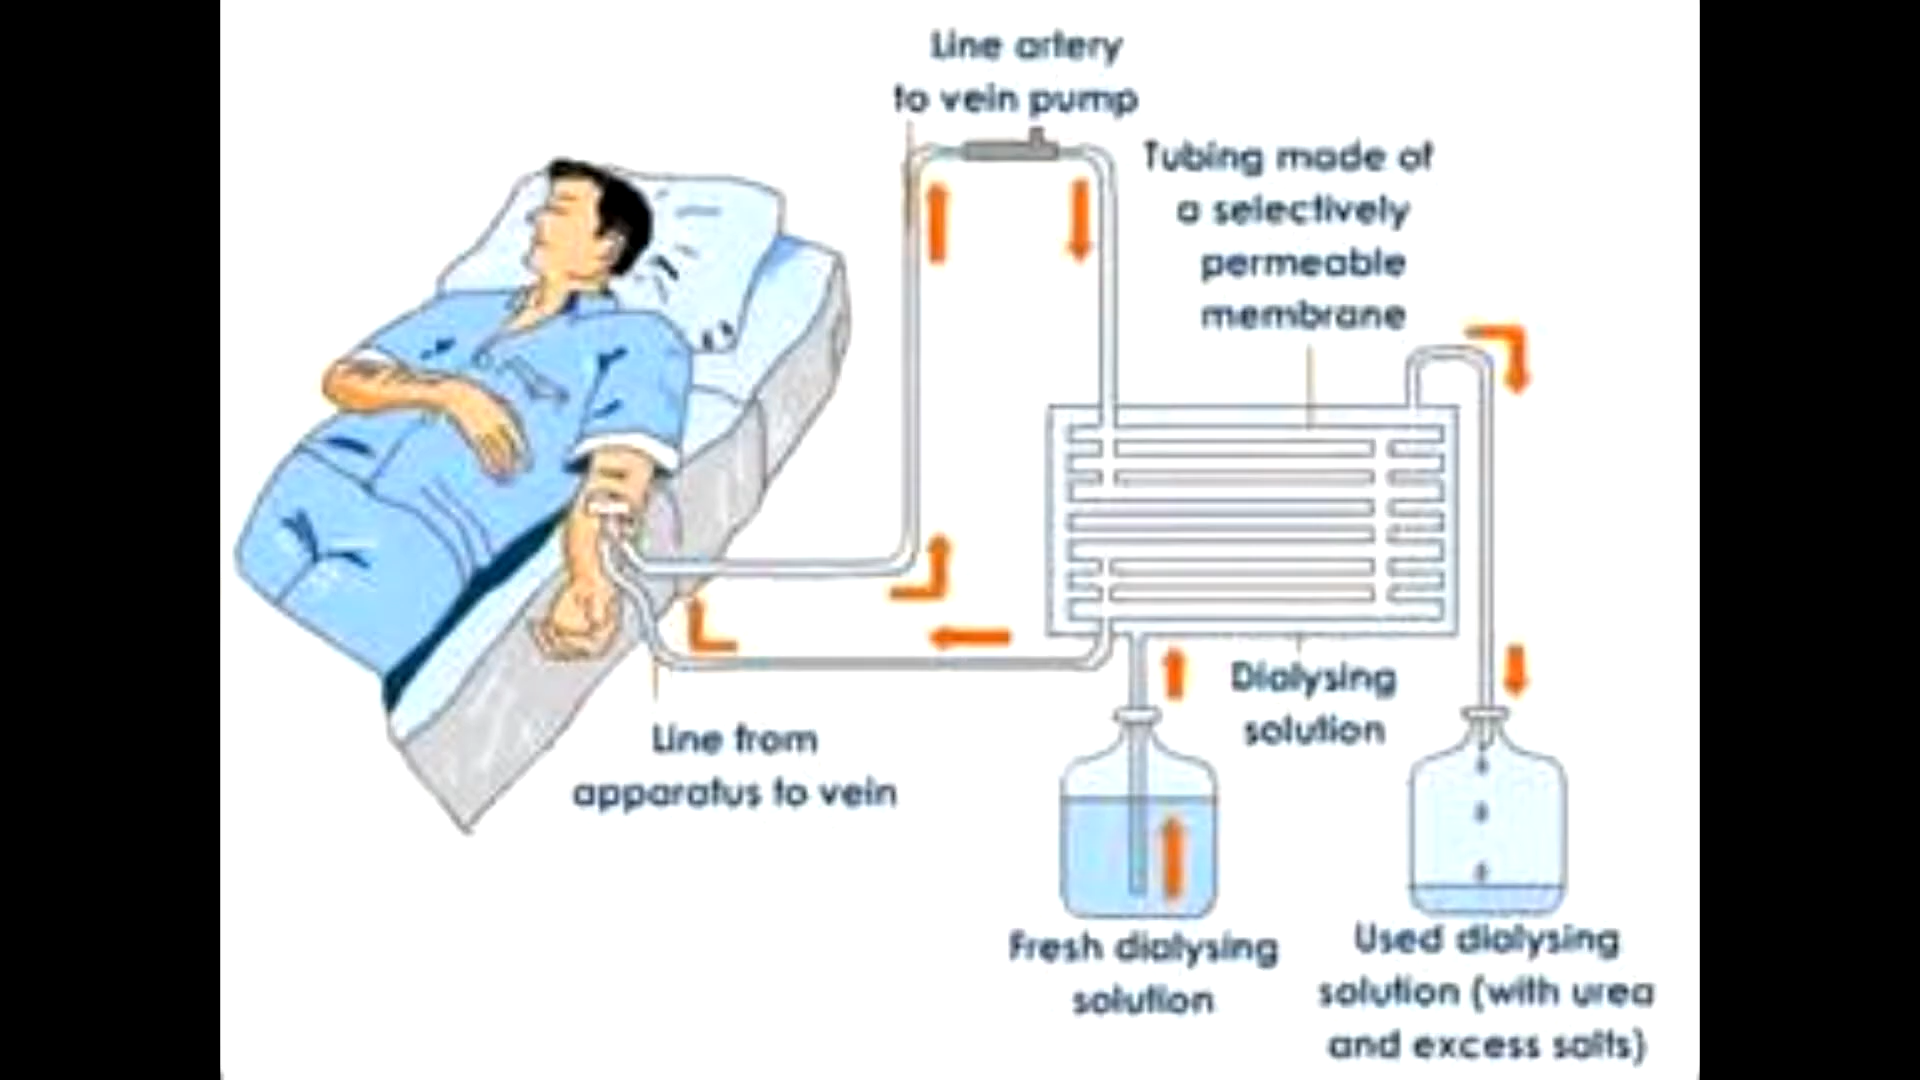 Line artery
to vein pump
Tubing made of
a selectively
permeable
membrane
Dialysing
solution
Line from
apparatus to vein
Fresh dialysing
solution
Used dialysing
solution (with urea
and excess salts)